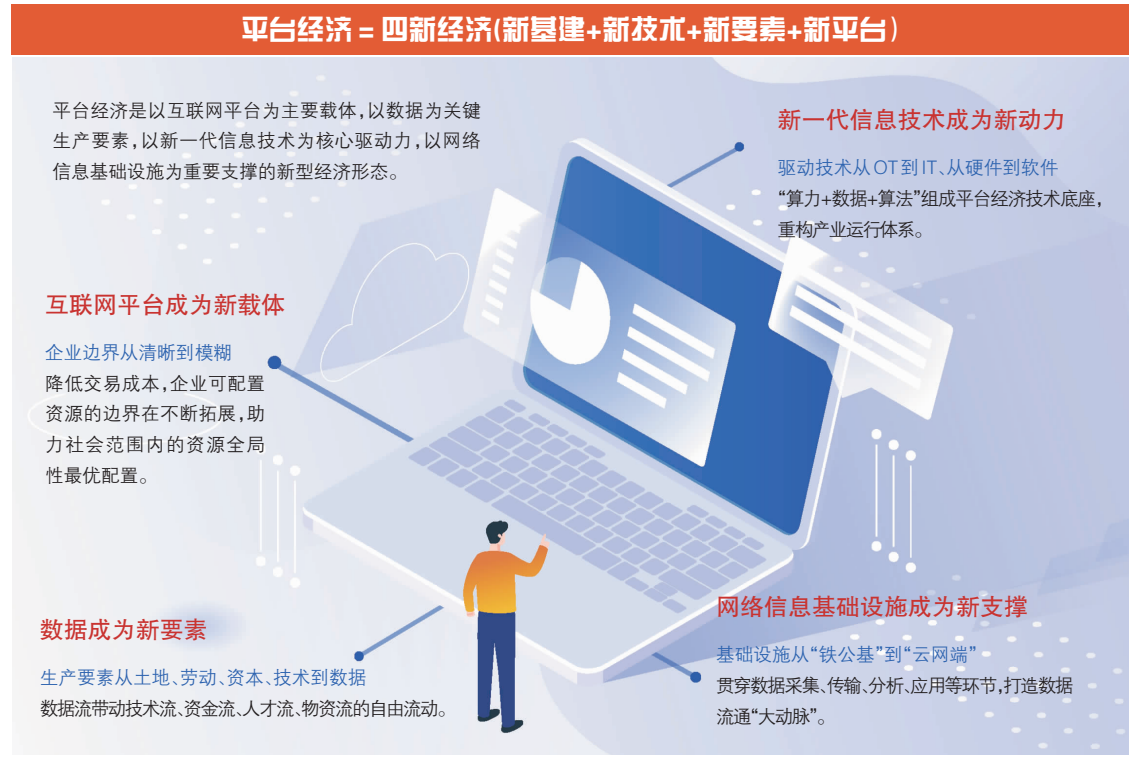 平台经济=四新经济(新基建+新技术+新要素+新平台)
平台经济是以互联网平台为主要载体,以数据为关键
生产要素,以新一代信息技术为核心驱动力,以网络
信息基础设施为重要支撑的新型经济形态。
新一代信息技术成为新动力
驱动技术从OT到IT、从硬件到软件
“算力+数据+算法”组成平台经济技术底座,
重构产业运行体系。
互联网平台成为新载体
企业边界从清晰到模糊
降低交易成本,企业可配置
资源的边界在不断拓展,助
力社会范围内的资源全局
性最优配置。
数据成为新要素
生产要素从土地、劳动、资本、技术到数据
数据流带动技术流、资金流、人才流、物资流的自由流动。
网络信息基础设施成为新支撑
基础设施从“铁公基”到“云网端”
贯穿数据采集、传输、分析、应用等环节,打造数据
流通“大动脉”。